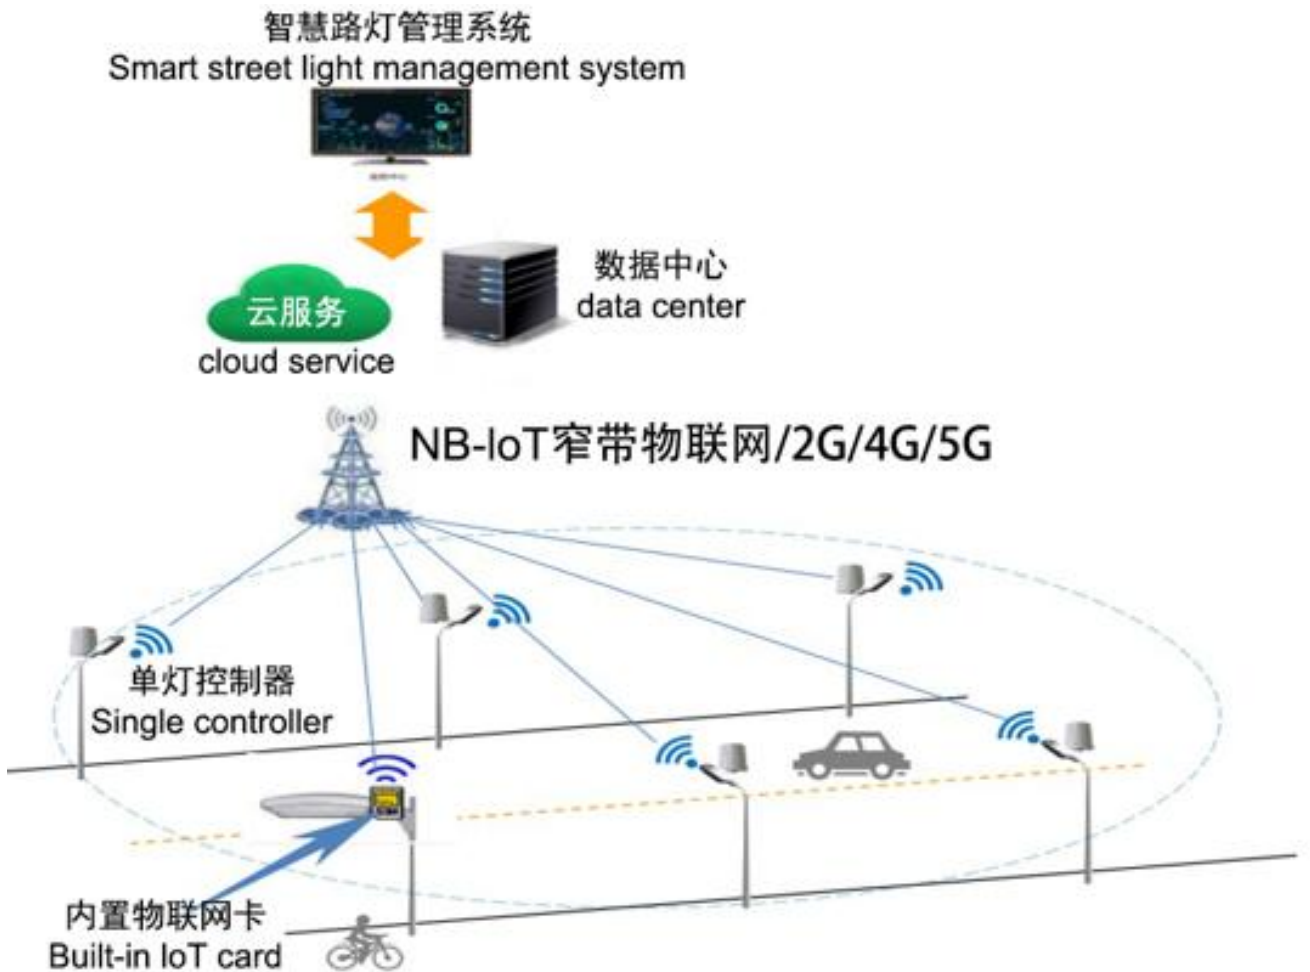 智慧路灯管理系统
Smart street light management system
数据中心
data center
云服务
cloud service
NB-IoT窄带物联网/2G/4G/5G
单灯控制器
Single controller
内置物联网卡
Built-in IoT card